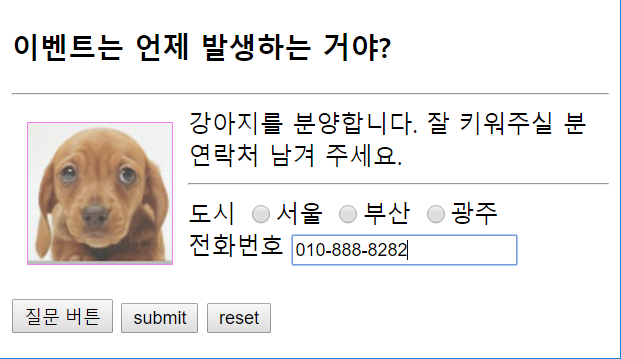 이벤트는 언제 발생하는 거야?
강아지를 분양합니다. 잘 키워주실 분
연락처 남겨 주세요.
도시 서울 부산 광주
전화번호 010-888-8282
질문 버튼 submit reset